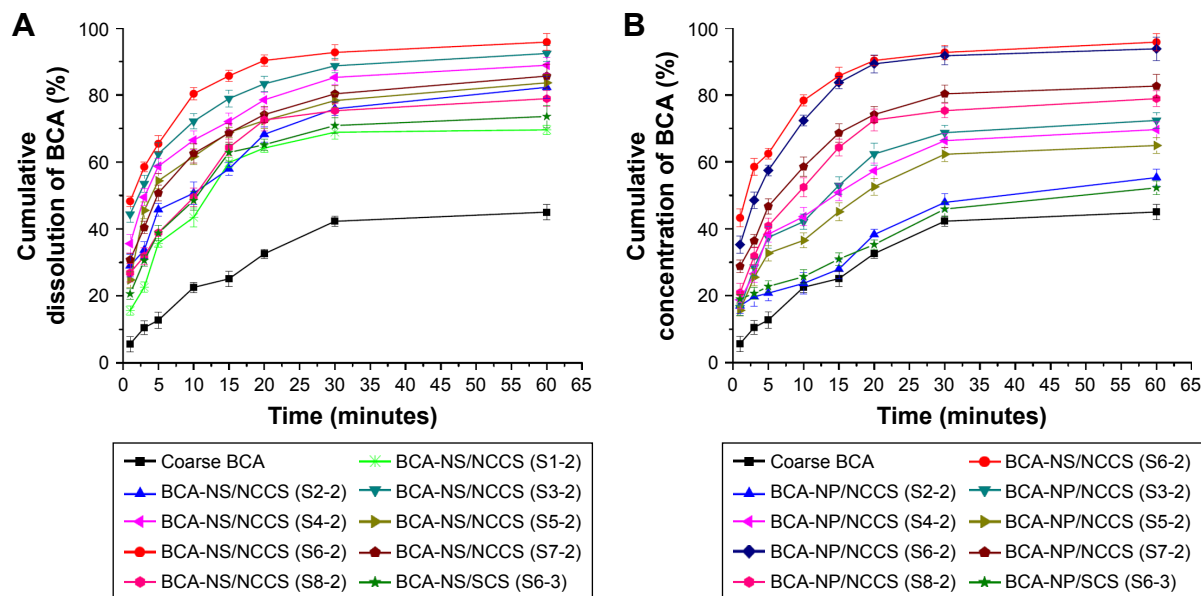 A
Cumulative
dissolution of BCA (%)
100
80
60
40
20
0
0 5 10 15 20 25 30 35 40 45 50 55 60 65
Time (minutes)
Coarse BCA
BCA-NS/NCCS (S1-2)
BCA-NS/NCCS (S2-2)
BCA-NS/NCCS (S3-2)
BCA-NS/NCCS (S4-2)
BCA-NS/NCCS (S5-2)
BCA-NS/NCCS (S6-2)
BCA-NS/NCCS (S7-2)
BCA-NS/NCCS (S8-2)
BCA-NS/SCS (S6-3)
B
Cumulative
concentration of BCA (%)
100
80
60
40
20
0
0 5 10 15 20 25 30 35 40 45 50 55 60 65
Time (minutes)
Coarse BCA
BCA-NS/NCCS (S6-2)
BCA-NP/NCCS (S2-2)
BCA-NP/NCCS (S3-2)
BCA-NP/NCCS (S4-2)
BCA-NP/NCCS (S5-2)
BCA-NP/NCCS (S6-2)
BCA-NP/NCCS (S7-2)
BCA-NP/NCCS (S8-2)
BCA-NP/SCS (S6-3)